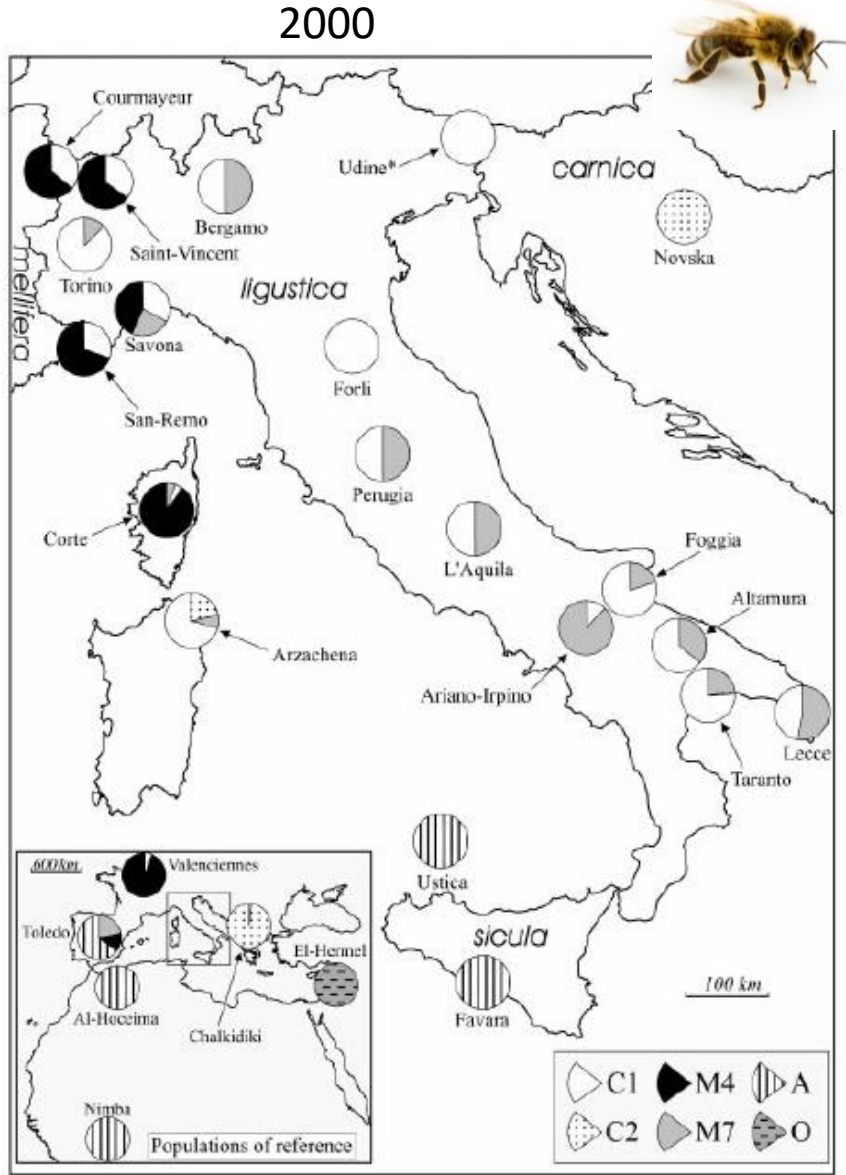 2000
Courmayeur
Udine*
carnica
Bergamo
Saint-Vincent
Novska
Torino
mellifera
ligustica
Savona
Forli
San-Remo
Perugia
Corte
L'Aquila
Foggia
Altamura
Arzachena
Ariano-Irpino
Lecce
Taranto
Ustica
sicula
Favara
100 km
600km
Valenciennes
Toledo
El-Hermel
Al-Hoceima
Chalkidiki
Nimba
Populations of reference
C1 M4 A
C2 M7 O